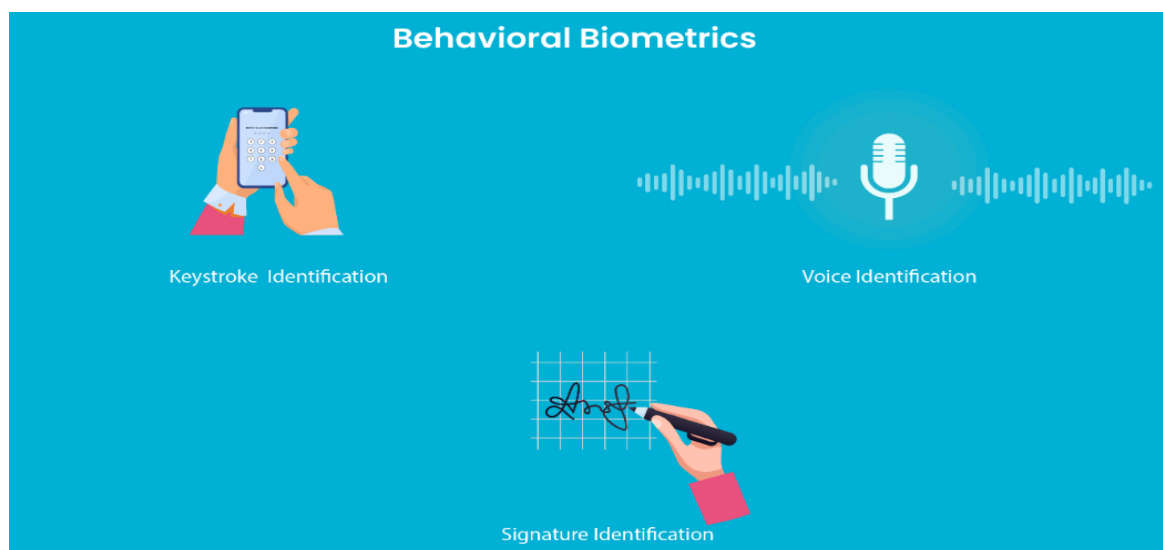 Behavioral Biometrics
Keystroke Identification
Voice Identification
Signature Identification